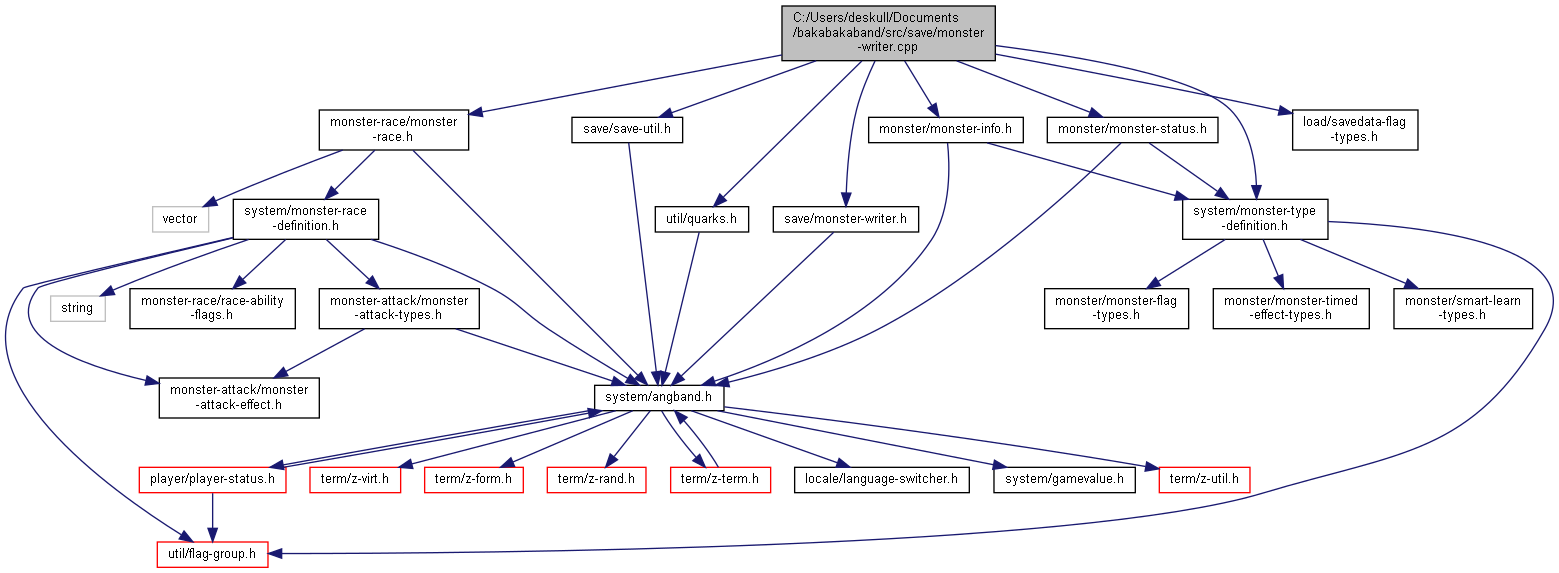 C:/Users/deskull/Documents
/bakabakaband/src/save/monster
-writer.cpp
monster-race/monster
-race.h
save/save-util.h
monster/monster-info.h
monster/monster-status.h
load/savedata-flag
-types.h
vector
system/monster-race
-definition.h
util/quarks.h
save/monster-writer.h
system/monster-type
-definition.h
string
monster-race/race-ability
-flags.h
monster-attack/monster
-attack-types.h
monster/monster-flag
-types.h
monster/monster-timed
-effect-types.h
monster/smart-learn
-types.h
monster-attack/monster
-attack-effect.h
system/angband.h
player/player-status.h
term/z-virt.h
term/z-form.h
term/z-rand.h
term/z-term.h
locale/language-switcher.h
system/gamevalue.h
term/z-util.h
util/flag-group.h